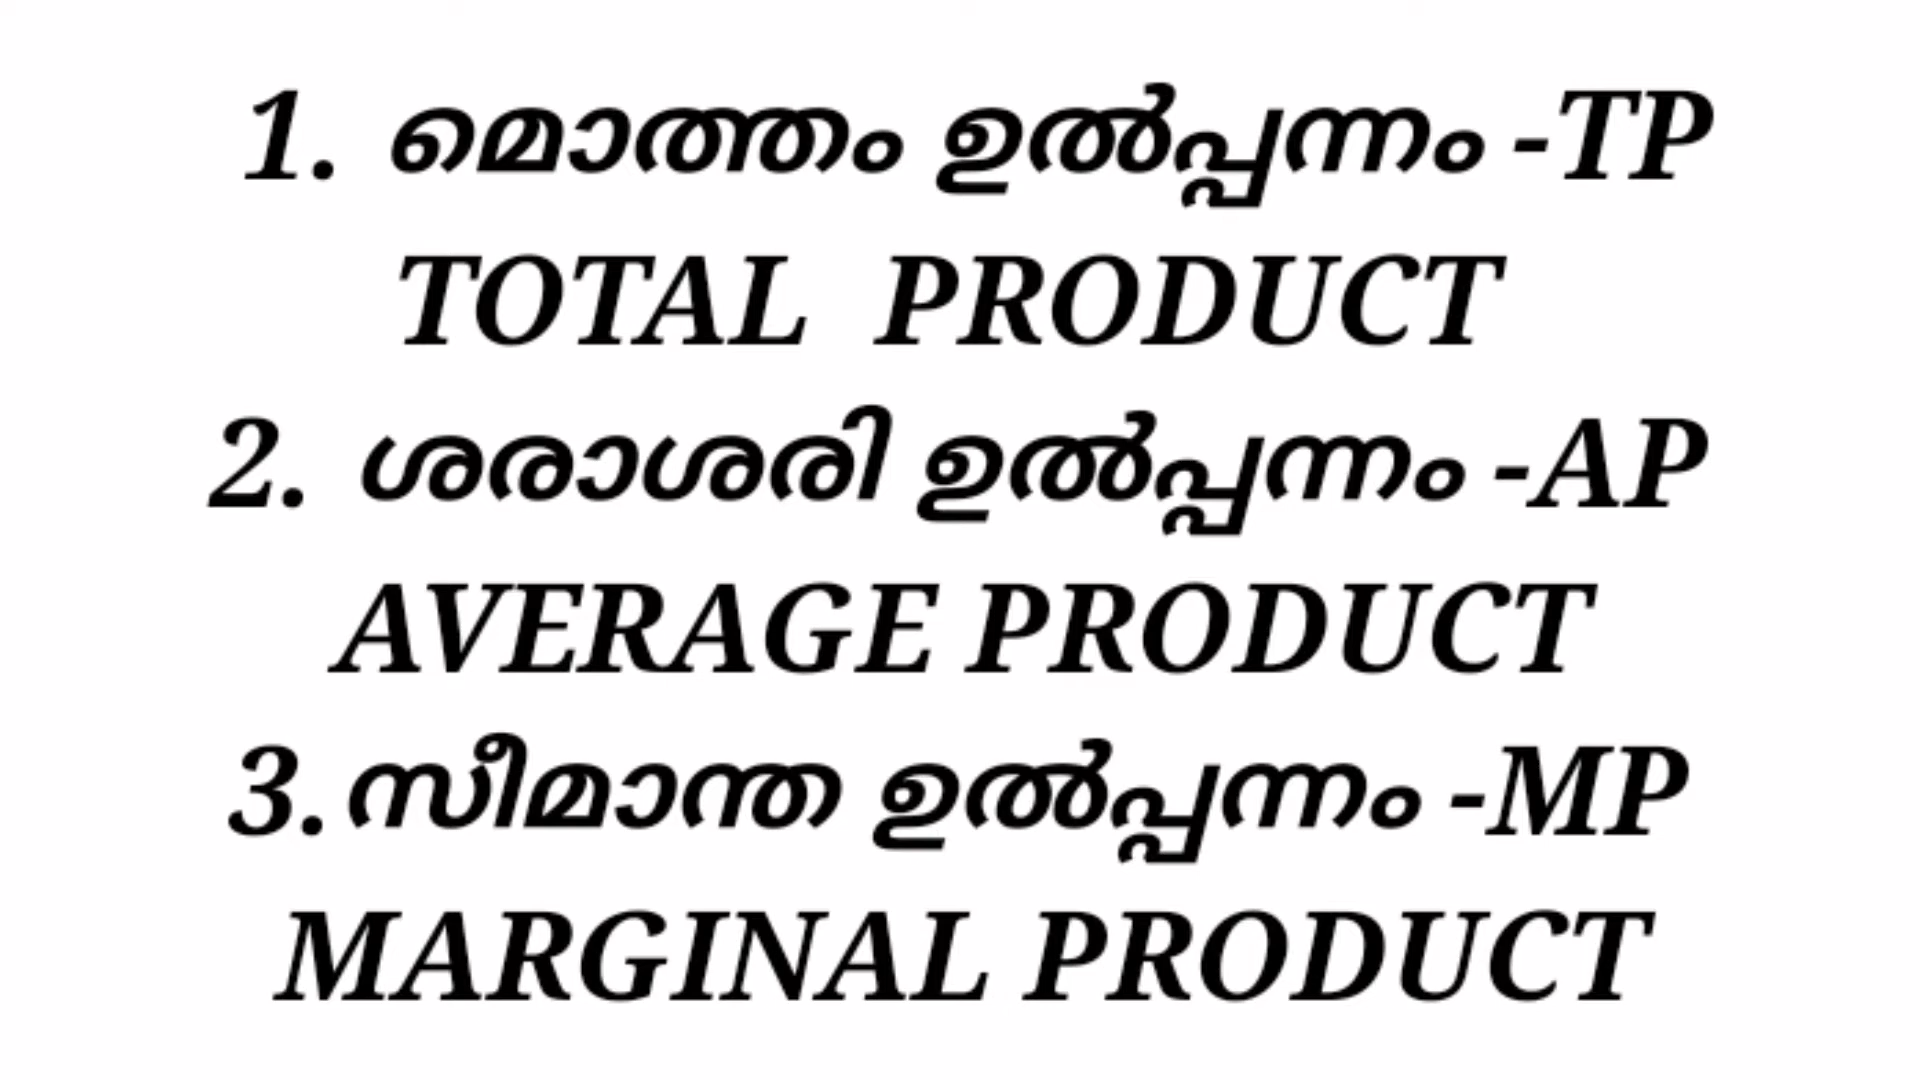 1. മൊത്തം ഉൽപ്പന്നം -TP
TOTAL PRODUCT
2. ശരാശരി ഉൽപ്പന്നം -AP
AVERAGE PRODUCT
3.സീമാന്ത ഉൽപ്പന്നം -MP
MARGINAL PRODUCT